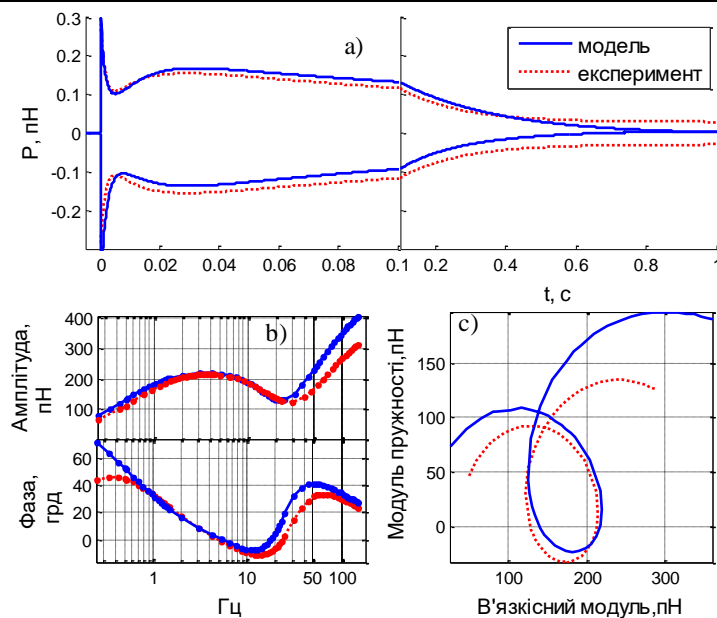 0.3
0.2
0.1
0
-0.1
-0.2
P, пН
a)
модель
експеримент
0 0.02 0.04 0.06 0.08 0.1 0.2 0.4 0.6 0.8 1
t, c
400
300
200
100
Амплітуда,
пН
b)
60
40
20
0
Фаза,
грд
1 10 50 100
Гц
c)
150
100
50
0
Модуль пружності,пН
100 200 300
В'язкісний модуль,пН